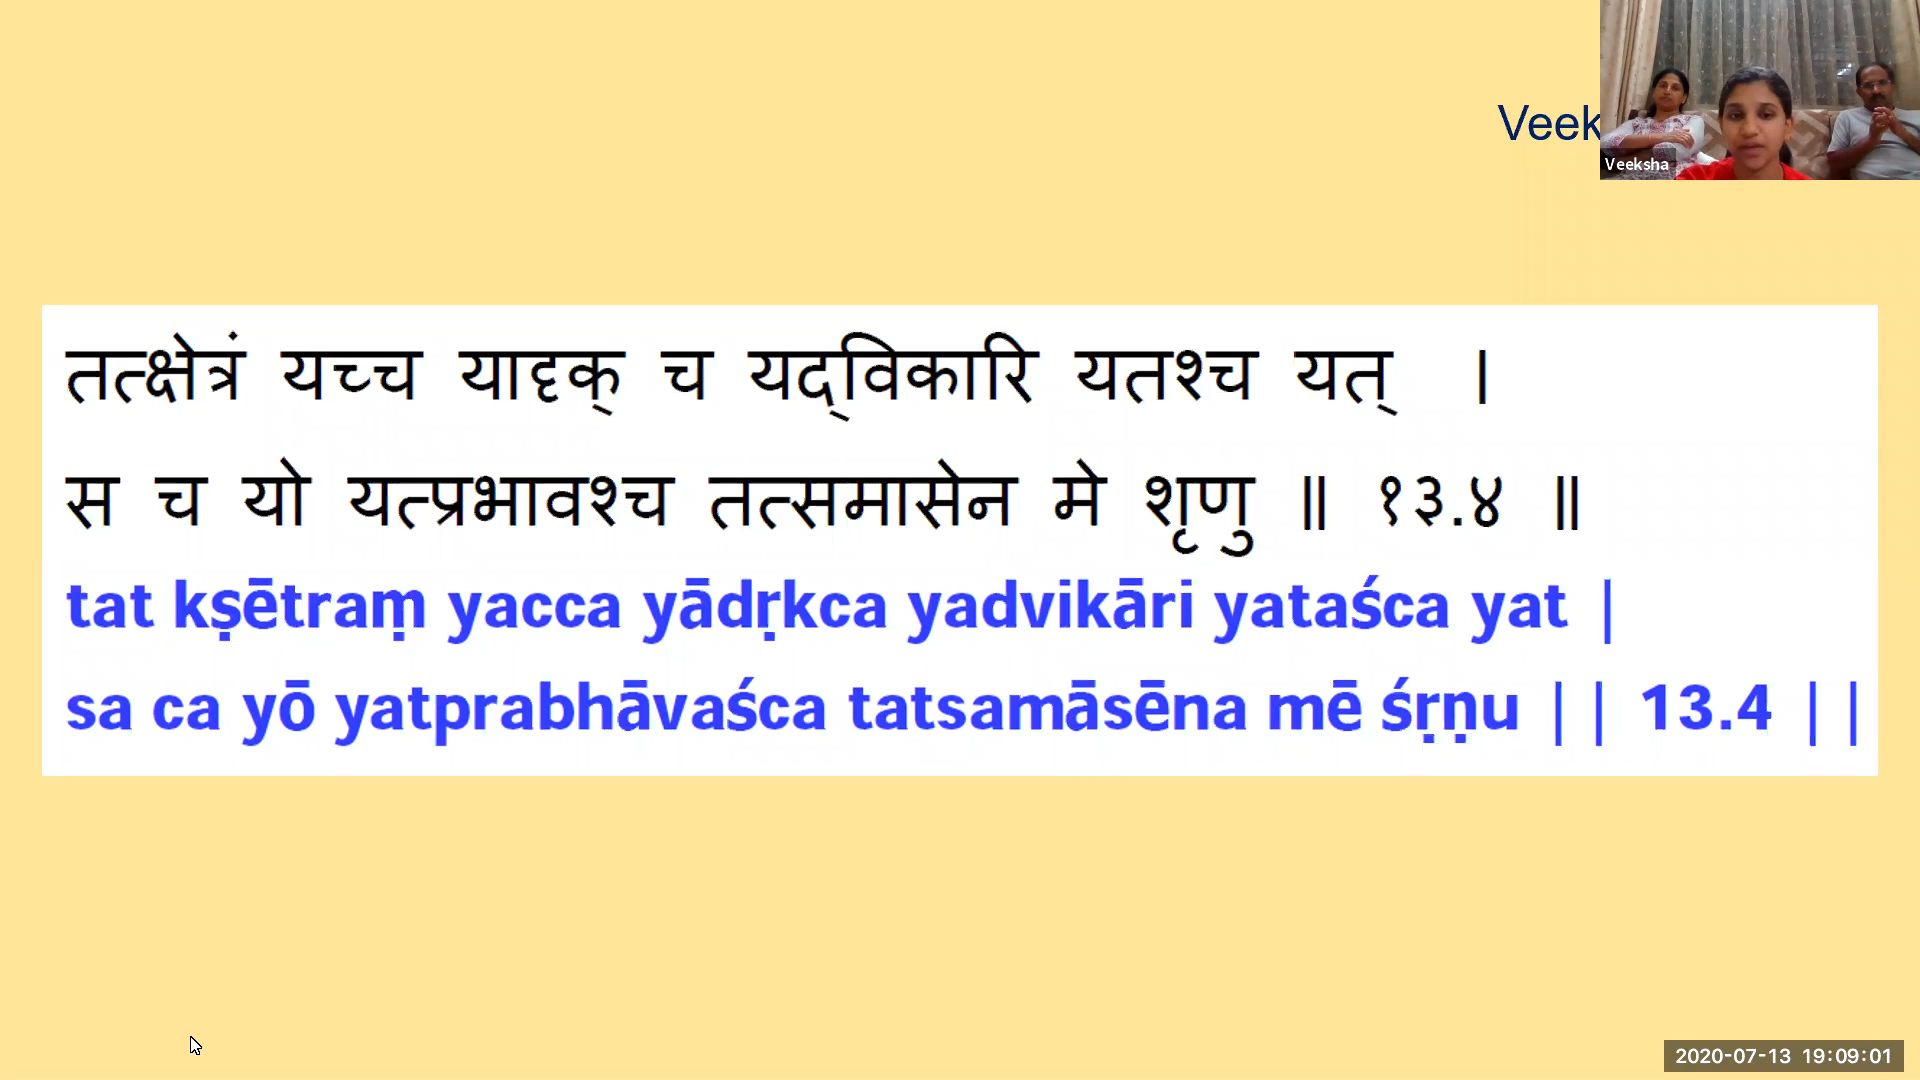 Veek
Veeksha
तत्क्षेत्रं यच्च यादृक् च यद्‌विकारि यतश्च यत् ।
स च यो यत्प्रभावश्च तत्समासेन मे शृणु ॥ १३.४ ॥
tat kṣētraṃ yacca yādṛkca yadvikāri yataśca yat |
sa ca yō yatprabhāvaśca tatsamāsēna mē śṛṇu || 13.4 ||
2020-07-13 19:09:01